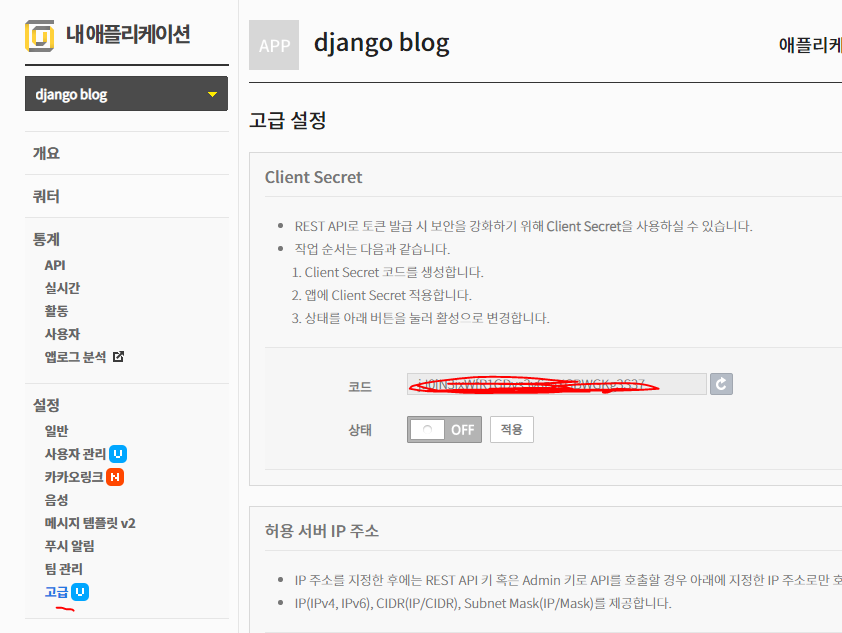 내 애플리케이션
django blog
개요
쿼터
통계
API
실시간
활동
사용자
앱로그 분석
설정
일반
사용자 관리 U
카카오링크 N
음성
메시지 템플릿 v2
푸시 알림
팀 관리
고급 U
APP django blog
애플리케
고급 설정
Client Secret
REST API로 토큰 발급 시 보안을 강화하기 위해 Client Secret을 사용하실 수 있습니다.
작업 순서는 다음과 같습니다.
1. Client Secret 코드를 생성합니다.
2. 앱에 Client Secret 적용합니다.
3. 상태를 아래 버튼을 눌러 활성으로 변경합니다.
코드
상태 OFF 적용
허용 서버 IP 주소
IP 주소를 지정한 후에는 REST API 키 혹은 Admin 키로 API를 호출할 경우 아래에 지정한 IP 주소로만 호
IP(IPv4, IPv6), CIDR(IP/CIDR), Subnet Mask(IP/Mask)를 제공합니다.